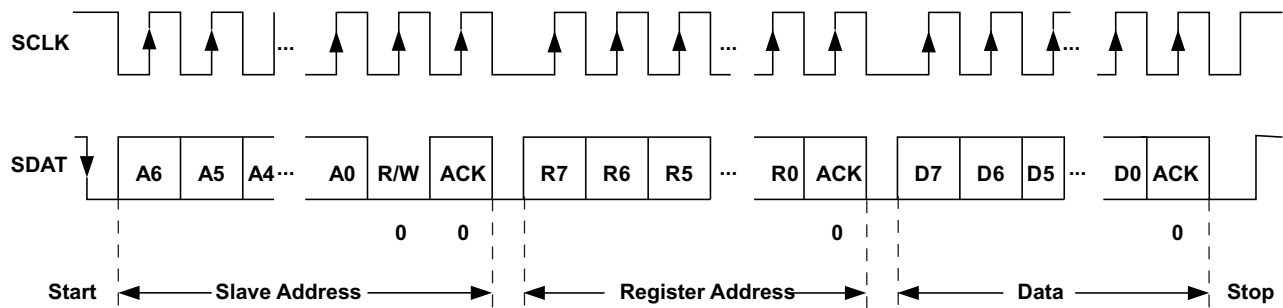 SCLK ... ... ...
SDAT A6 A5 A4 ... A0 R/W ACK R7 R6 R5 ... R0 ACK D7 D6 D5 ... D0 ACK
0 0 0 0
Start Slave Address Register Address Data Stop